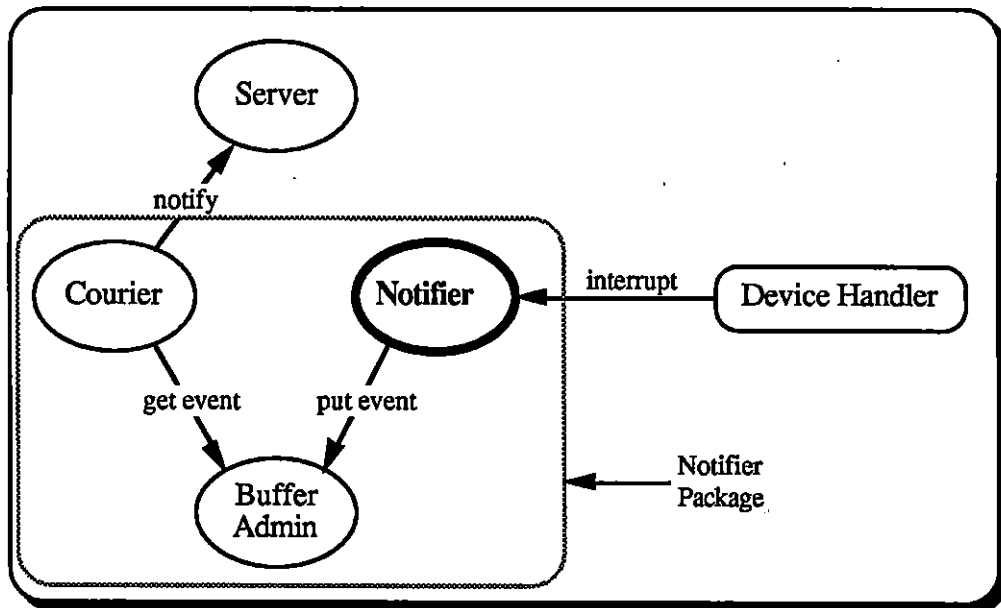 Server
notify
Courier
Notifier
interrupt
Device Handler
get event
put event
Buffer
Admin
Notifier
Package